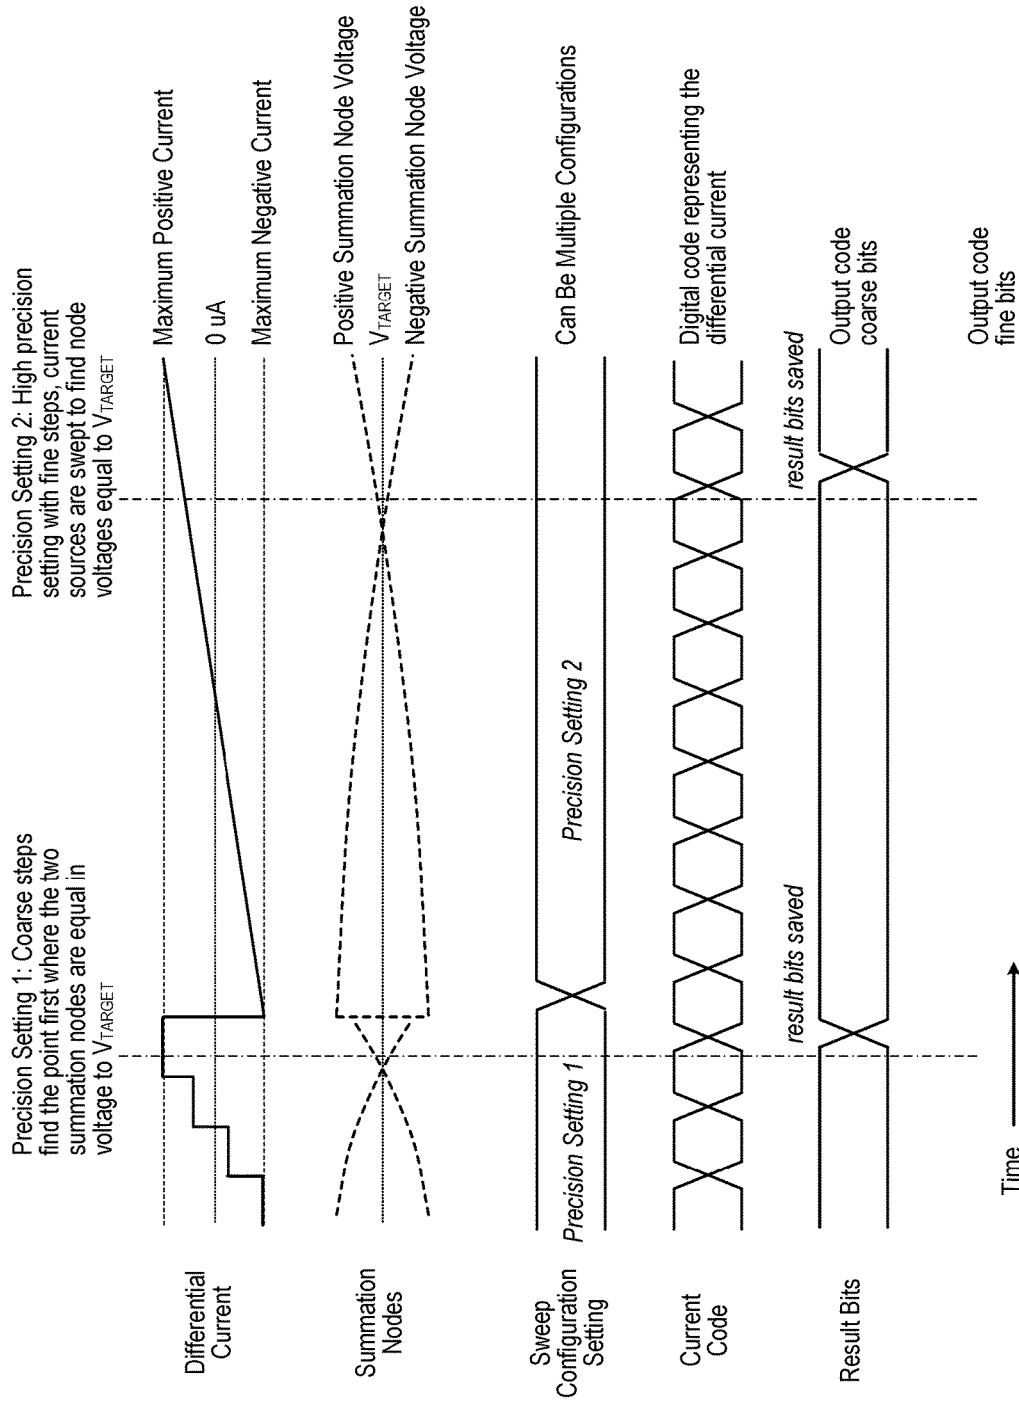 Precision Setting 1: Coarse steps
find the point first where the two
summation nodes are equal in
voltage to VTARGET
Precision Setting 2: High precision
setting with fine steps, current
sources are swept to find node
voltages equal to VTARGET
Differential
Current
Maximum Positive Current
0 uA
Maximum Negative Current
Summation
Nodes
Positive Summation Node Voltage
VTARGET
Negative Summation Node Voltage
Sweep
Configuration
Setting
Precision Setting 1
Precision Setting 2
Can Be Multiple Configurations
Current
Code
Digital code representing the
differential current
Result Bits
result bits saved
result bits saved
Output code
coarse bits
Output code
fine bits
Time